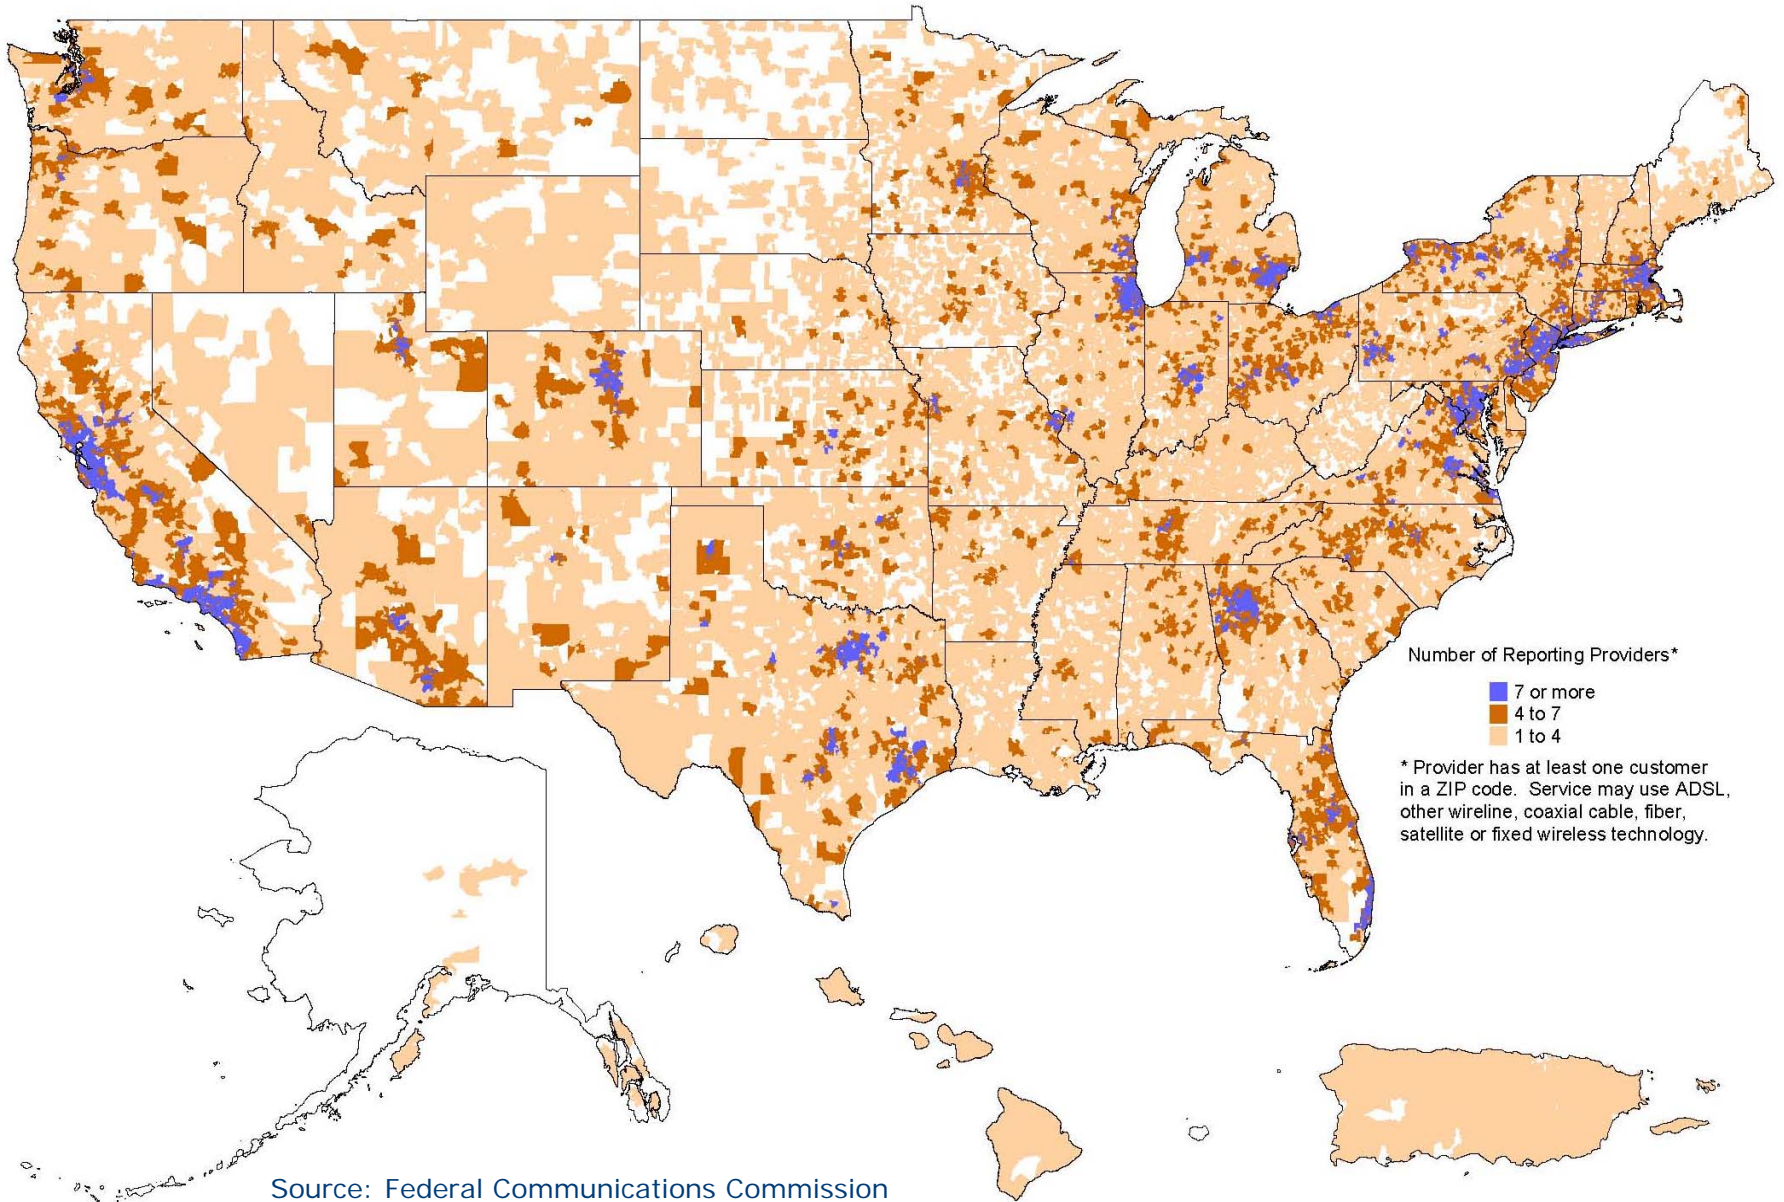 Number of Reporting Providers*
7 or more
4 to 7
1 to 4
* Provider has at least one customer
in a ZIP code. Service may use ADSL,
other wireline, coaxial cable, fiber,
satellite or fixed wireless technology.
Source: Federal Communications Commission